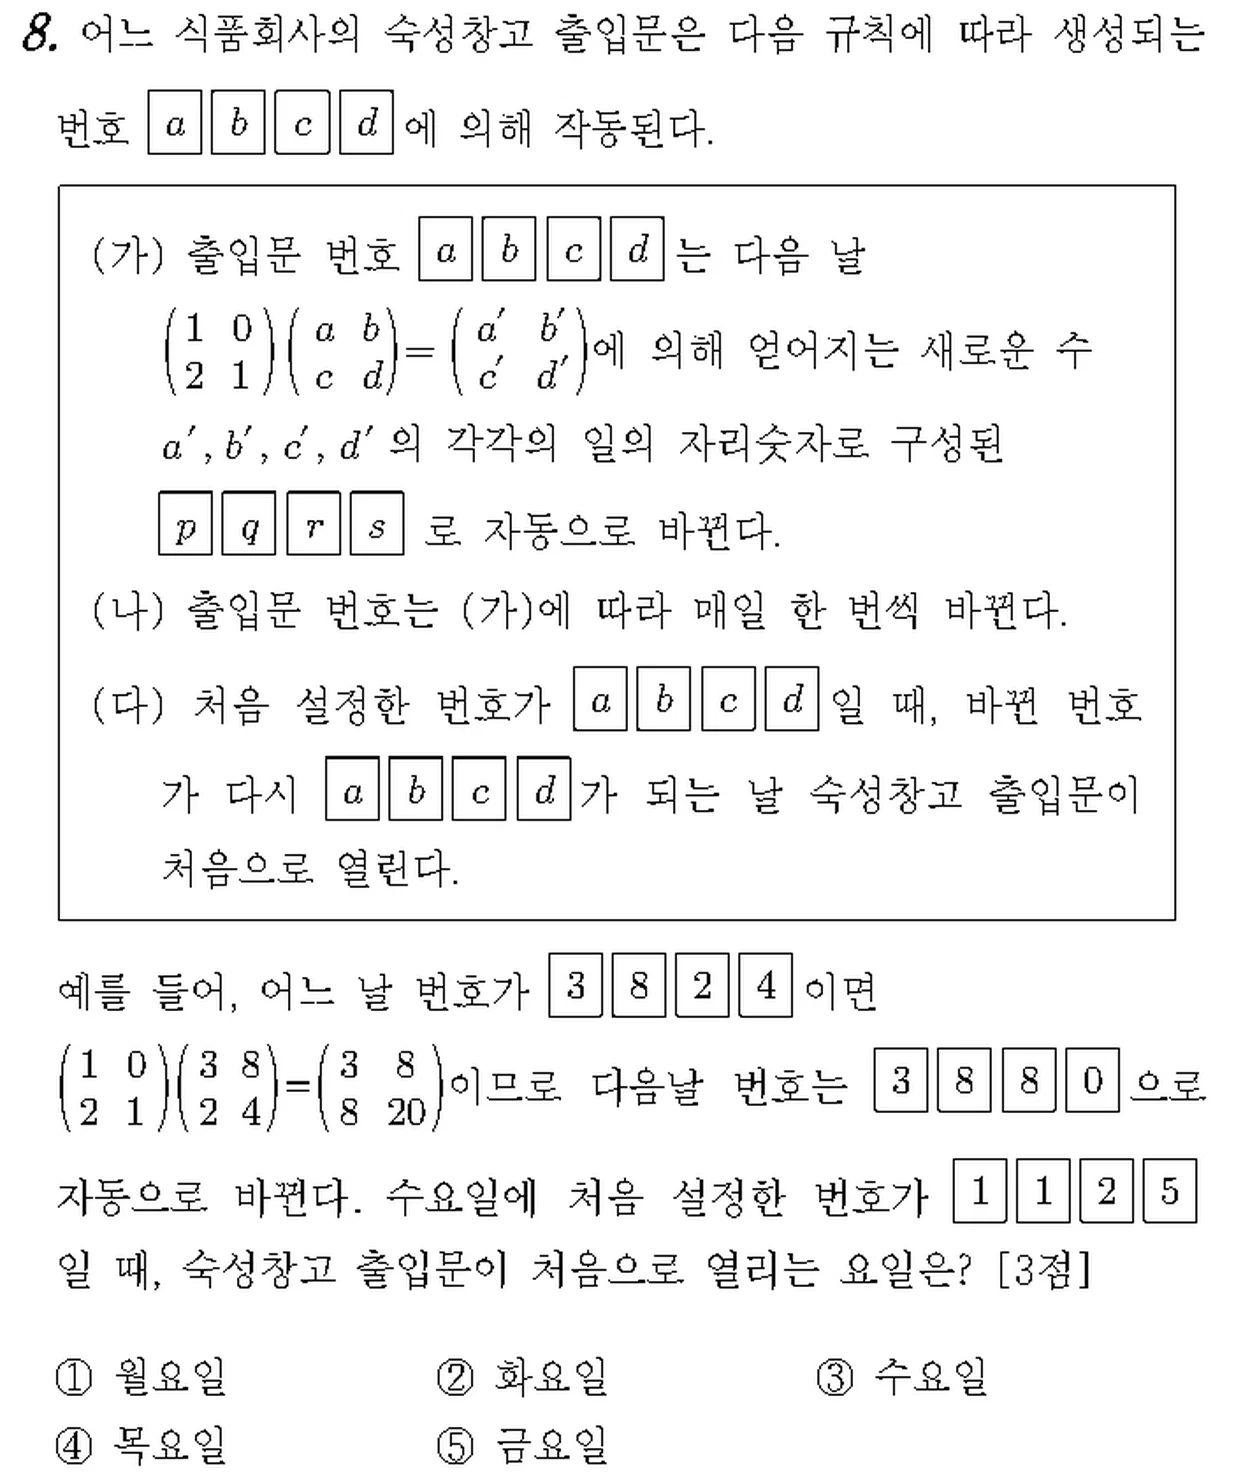 8. 어느 식품회사의 숙성창고 출입문은 다음 규칙에 따라 생성되는
번호 a b c d 에 의해 작동된다.
(가) 출입문 번호 a b c d 는 다음 날
(1 0 2 1)(a b c d)=(a′ b′ c′ d′)에 의해 얻어지는 새로운 수
a′, b′, c′, d′ 의 각각의 일의 자리숫자로 구성된
p q r s 로 자동으로 바뀐다.
(나) 출입문 번호는 (가)에 따라 매일 한 번씩 바뀐다.
(다) 처음 설정한 번호가 a b c d 일 때, 바뀐 번호
가 다시 a b c d 가 되는 날 숙성창고 출입문이
처음으로 열린다.
예를 들어, 어느 날 번호가 3 8 2 4 이면
(1 0 2 1)(3 8 2 4)=(3 8 8 20)이므로 다음날 번호는 3 8 8 0 으로
자동으로 바뀐다. 수요일에 처음 설정한 번호가 1 1 2 5
일 때, 숙성창고 출입문이 처음으로 열리는 요일은? [3점]
① 월요일 ② 화요일 ③ 수요일
④ 목요일 ⑤ 금요일